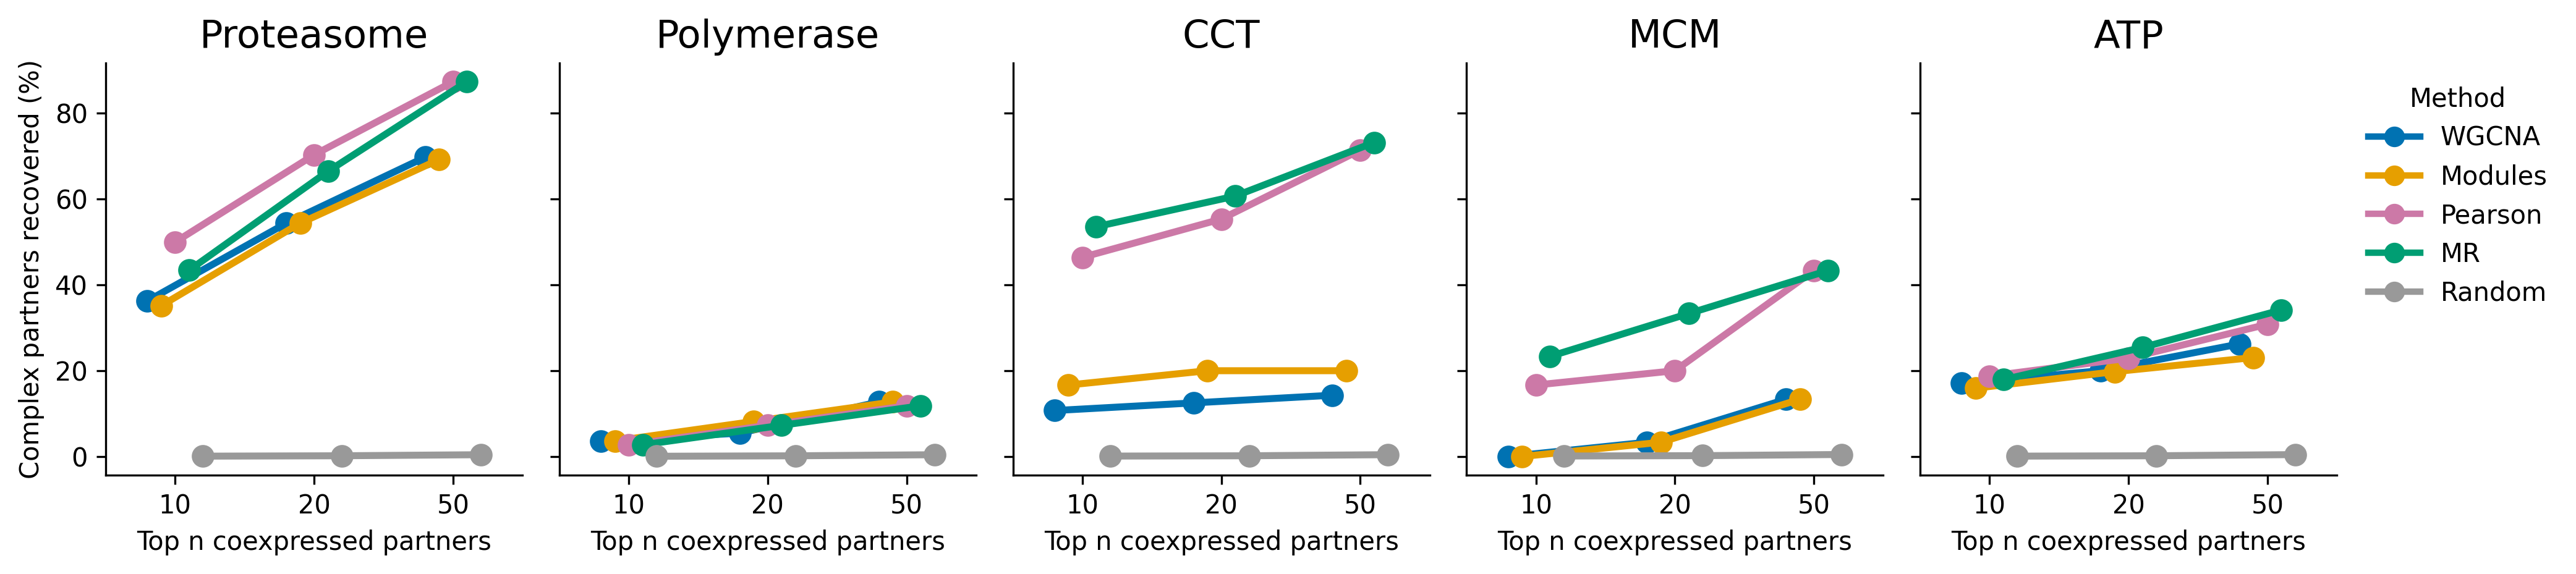 Proteasome
Polymerase
CCT
MCM
ATP
Complex partners recovered (%)
80
60
40
20
0
10 20 50
10 20 50
10 20 50
10 20 50
10 20 50
Top n coexpressed partners
Top n coexpressed partners
Top n coexpressed partners
Top n coexpressed partners
Top n coexpressed partners
Method
WGCNA
Modules
Pearson
MR
Random